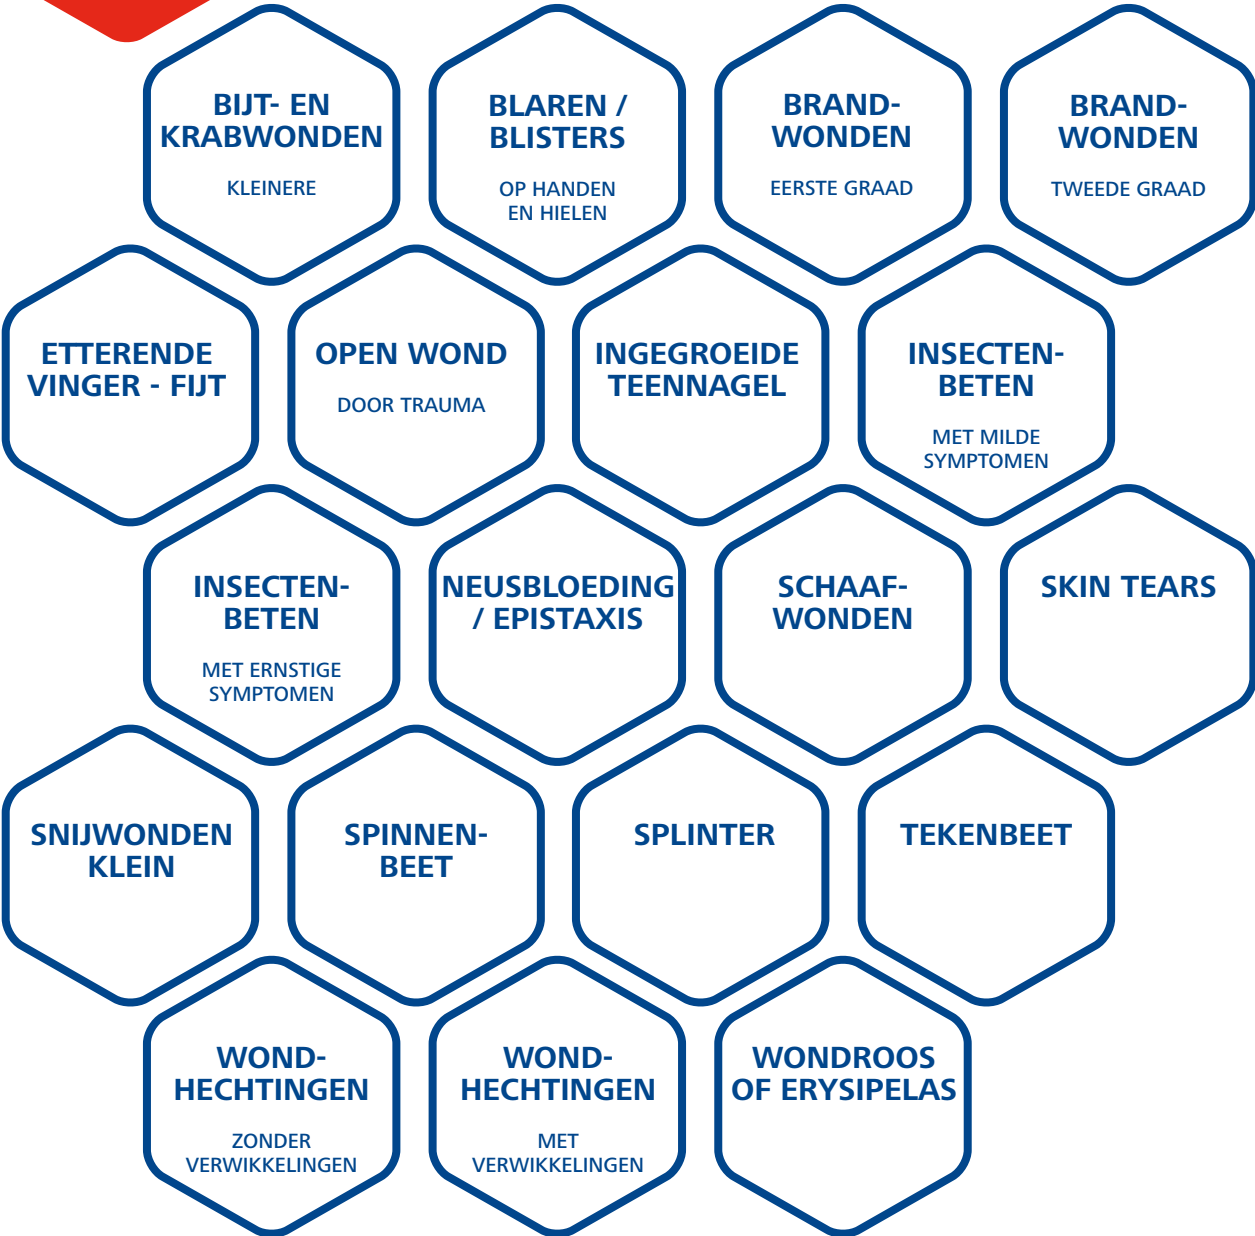 BIJT- EN
KRABWONDEN
KLEINERE
BLAREN /
BLISTERS
OP HANDEN
EN HIELEN
BRAND-
WONDEN
EERSTE GRAAD
BRAND-
WONDEN
TWEEDE GRAAD
ETTERENDE
VINGER - FIJT
OPEN WOND
DOOR TRAUMA
INGEGROEIDE
TEENNAGEL
INSECTEN-
BETEN
MET MILDE
SYMPTOMEN
INSECTEN-
BETEN
MET ERNSTIGE
SYMPTOMEN
NEUSBLOEDING
/ EPISTAXIS
SCHAAF-
WONDEN
SKIN TEARS
SNIJWONDEN
KLEIN
SPINNEN-
BEET
SPLINTER
TEKENBEET
WOND-
HECHTINGEN
ZONDER
VERWIKKELINGEN
WOND-
HECHTINGEN
MET
VERWIKKELINGEN
WONDROOS
OF ERYSIPELAS